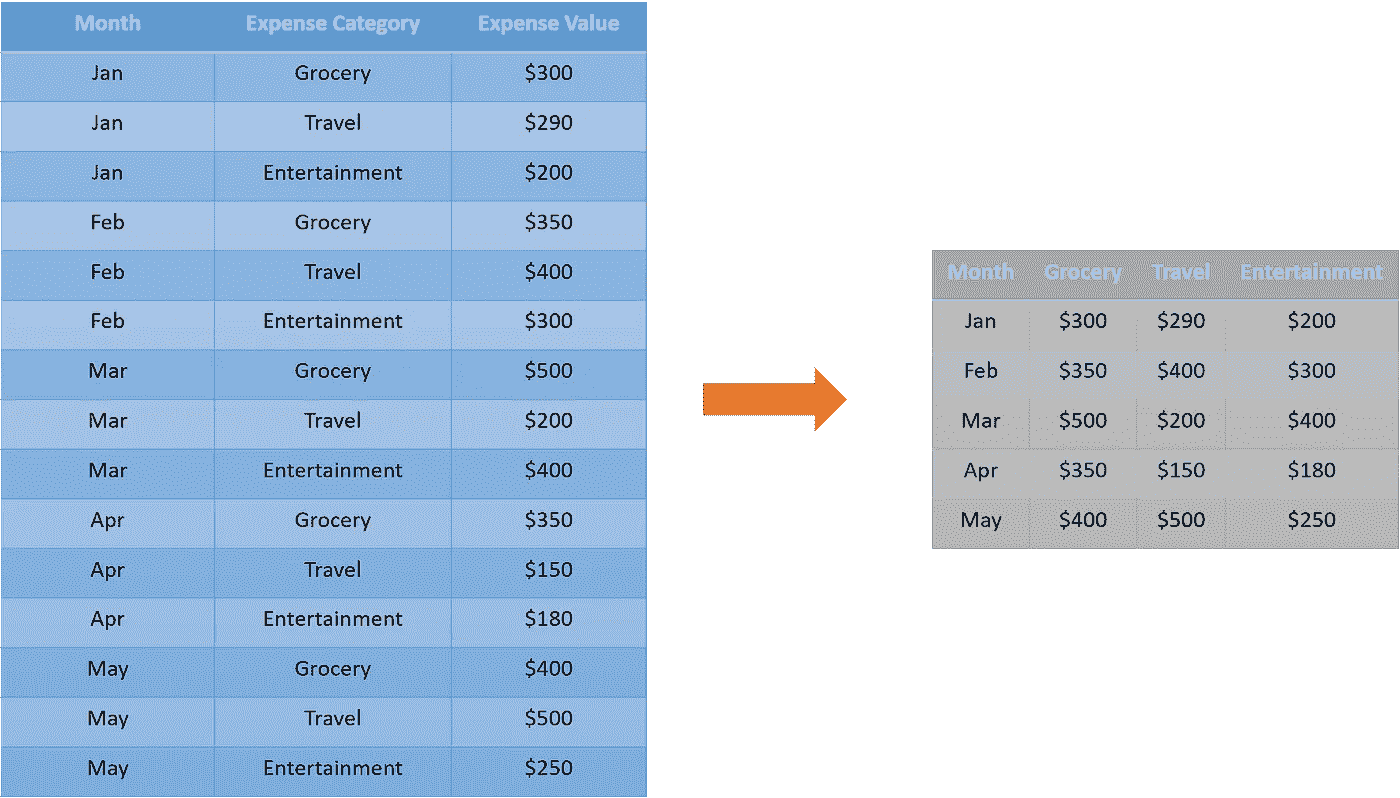 Month Expense Category Expense Value
Jan Grocery $300
Jan Travel $290
Jan Entertainment $200
Feb Grocery $350
Feb Travel $400
Feb Entertainment $300
Mar Grocery $500
Mar Travel $200
Mar Entertainment $400
Apr Grocery $350
Apr Travel $150
Apr Entertainment $180
May Grocery $400
May Travel $500
May Entertainment $250
Month Grocery Travel Entertainment
Jan $300 $290 $200
Feb $350 $400 $300
Mar $500 $200 $400
Apr $350 $150 $180
May $400 $500 $250